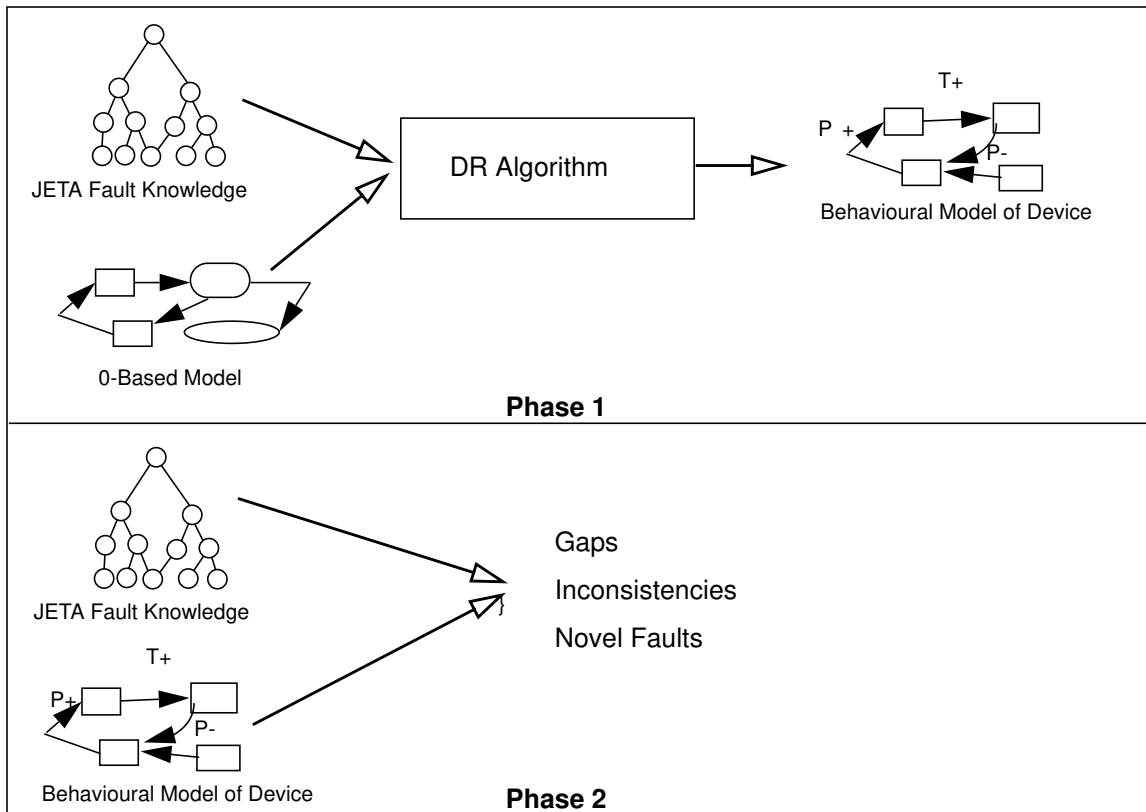 T+
P +
DR Algorithm
P-
JETA Fault Knowledge
Behavioural Model of Device
0-Based Model
Phase 1
Gaps
Inconsistencies
}
JETA Fault Knowledge
Novel Faults
T+
P+
P-
Behavioural Model of Device
Phase 2